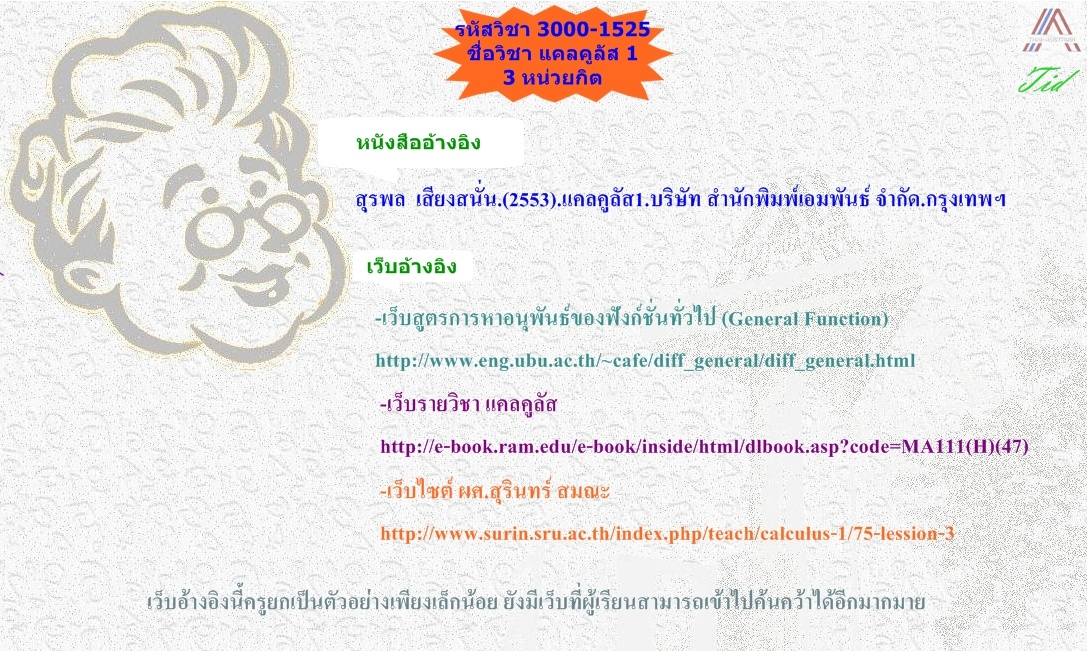 รหัสวิชา 3000-1525
ชื่อวิชา แคลคูลัส 1
3 หน่วยกิต
Tid
หนังสืออ้างอิง
สุรพล เสียงสนั่น.(2553).แคลคูลัส1.บริษัท สำนักพิมพ์เอมพันธ์ จำกัด.กรุงเทพฯ
เว็บอ้างอิง
-เว็บสูตรการหาอนุพันธ์ของฟังก์ชั่นทั่วไป (General Function)
http://www.eng.ubu.ac.th/~cafe/diff_general/diff_general.html
-เว็บรายวิชา แคลคูลัส
http://e-book.ram.edu/e-book/inside/html/dlbook.asp?code=MA111(H)(47)
-เว็บไซต์ ผศ.สุรินทร์ สมณะ
http://www.surin.sru.ac.th/index.php/teach/calculus-1/75-lession-3
เว็บอ้างอิงนี้ครูยกเป็นตัวอย่างเพียงเล็กน้อย ยังมีเว็บที่ผู้เรียนสามารถเข้าไปค้นคว้าได้อีกมากมาย